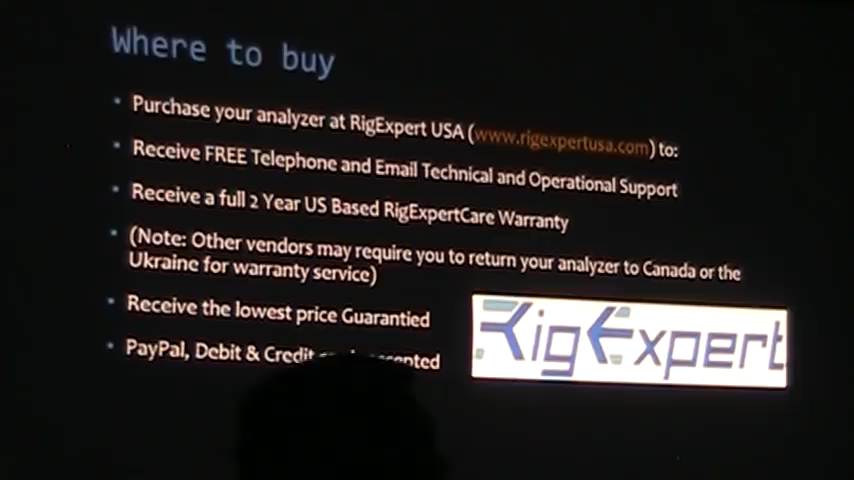 Where to buy
• Purchase your analyzer at RigExpert USA (www.rigexpertusa.com) to:
• Receive FREE Telephone and Email Technical and Operational Support
• Receive a full 2 Year US Based RigExpertCare Warranty
• (Note: Other vendors may require you to return your analyzer to Canada or the
Ukraine for warranty service)
• Receive the lowest price Guarantied
• PayPal, Debit & Credit
RigExpert